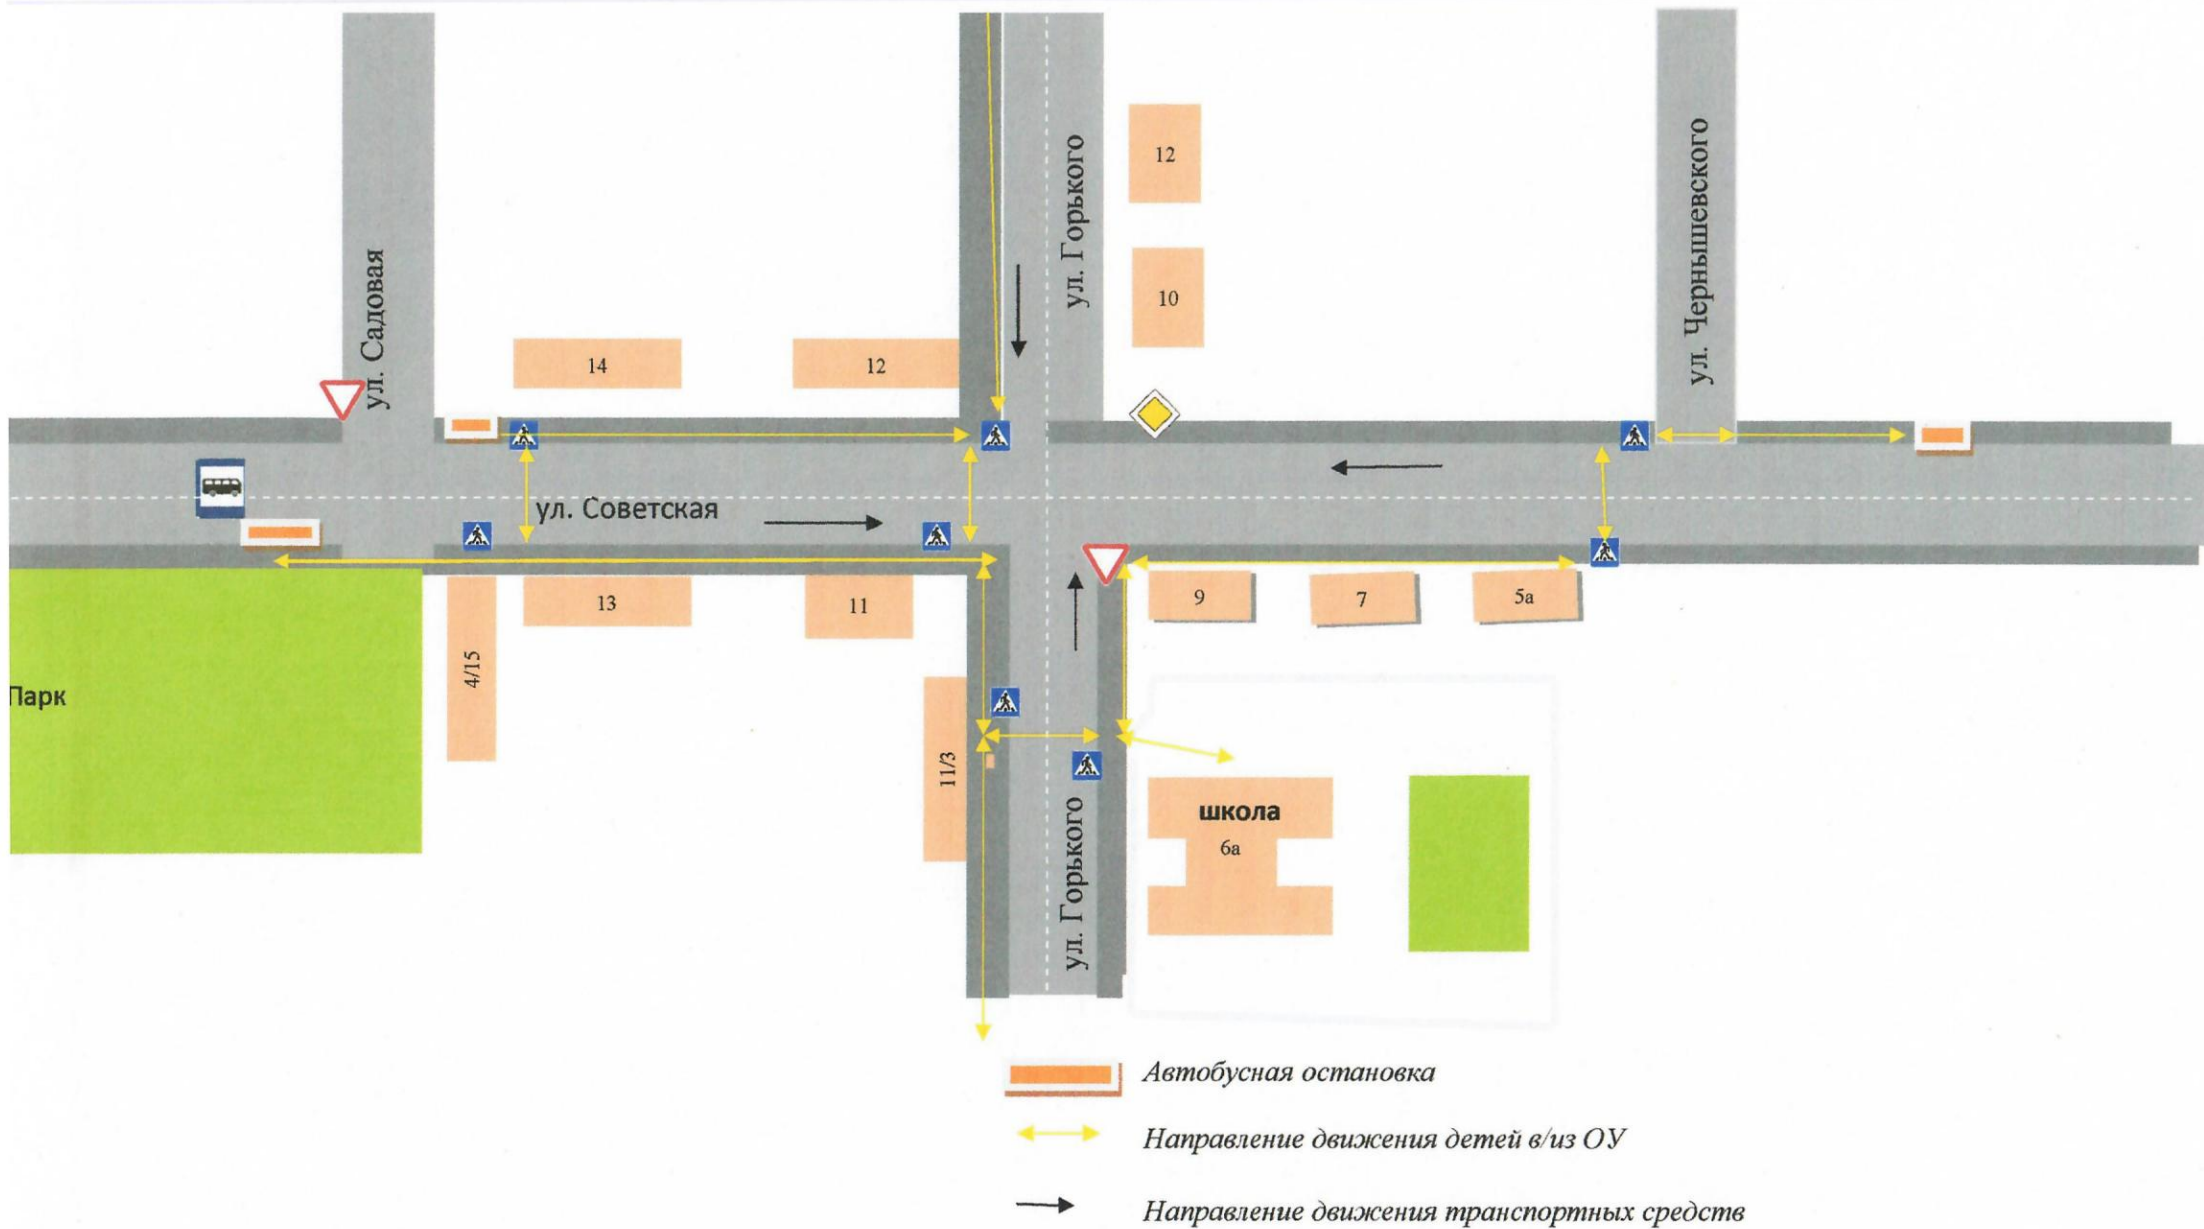 ул. Садовая
ул. Горького
ул. Чернышевского
12
10
14
12
ул. Советская
13
11
9
7
5а
4/15
Парк
11/3
школа
6а
ул. Горького
Автобусная остановка
Направление движения детей в/из ОУ
Направление движения транспортных средств